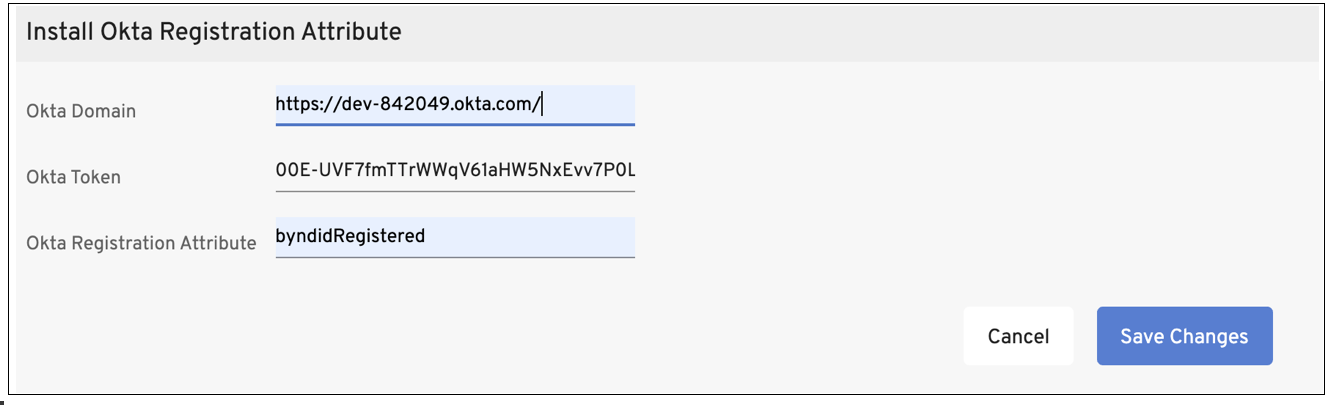 Install Okta Registration Attribute
Okta Domain https://dev-842049.okta.com/
Okta Token 00E-UVF7fmTTrWWqV61aHW5NxEvv7P0L
Okta Registration Attribute byndidRegistered
Cancel Save Changes